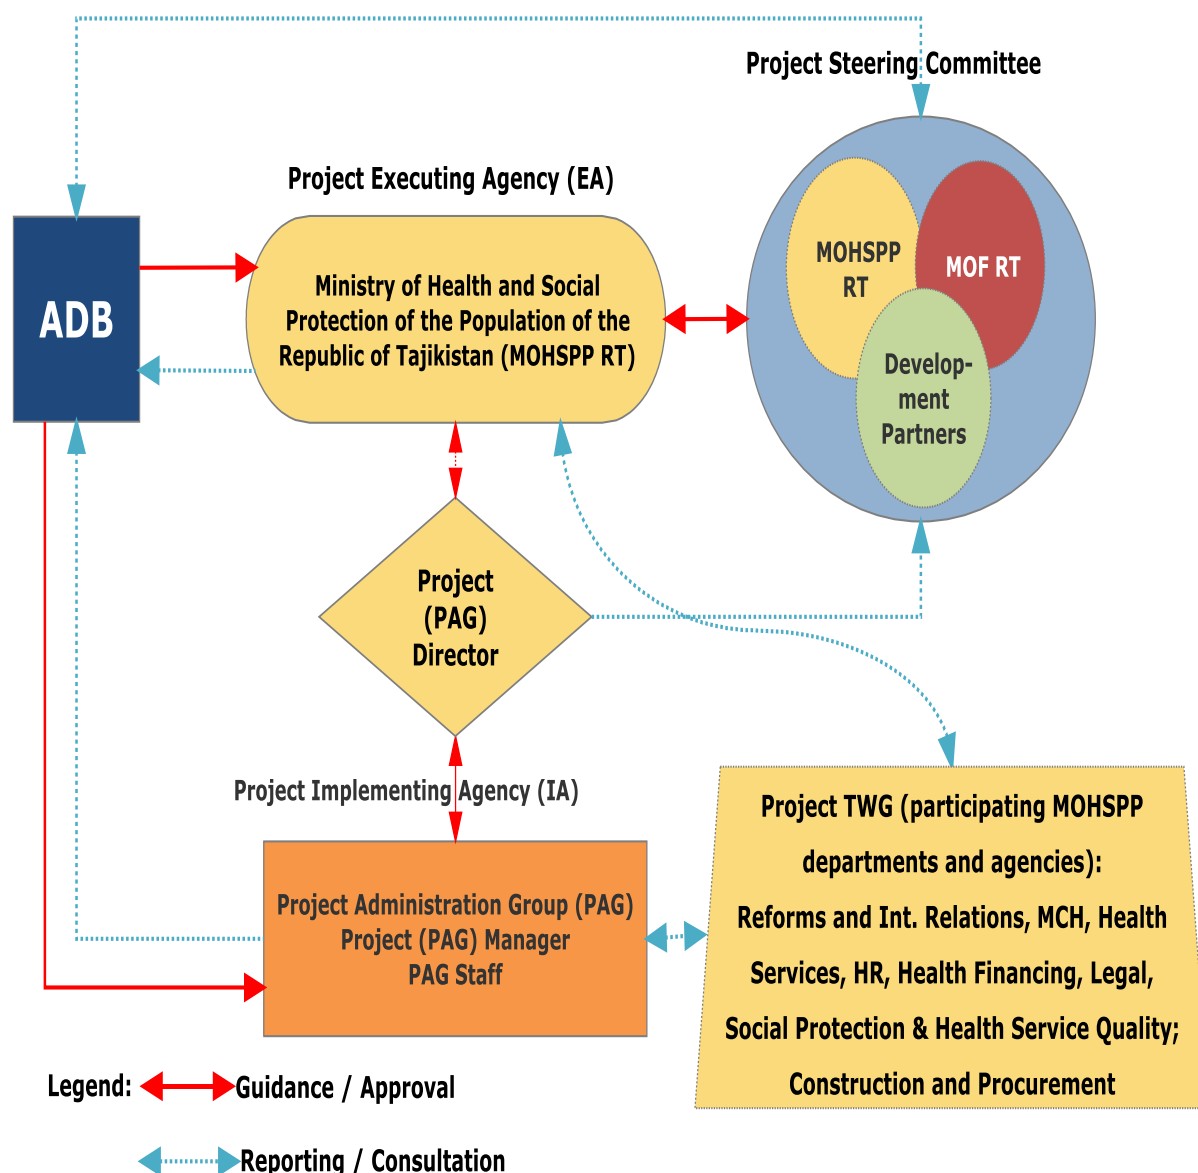 Project Steering Committee
Project Executing Agency (EA)
ADB
Ministry of Health and Social
Protection of the Population of the
Republic of Tajikistan (MOHSPP RT)
MOHSPP
RT
MOF RT
Develop-
ment
Partners
Project
(PAG)
Director
Project Implementing Agency (IA)
Project Administration Group (PAG)
Project (PAG) Manager
PAG Staff
Project TWG (participating MOHSPP
departments and agencies):
Reforms and Int. Relations, MCH, Health
Services, HR, Health Financing, Legal,
Social Protection & Health Service Quality;
Construction and Procurement
Legend:
Guidance / Approval
Reporting / Consultation